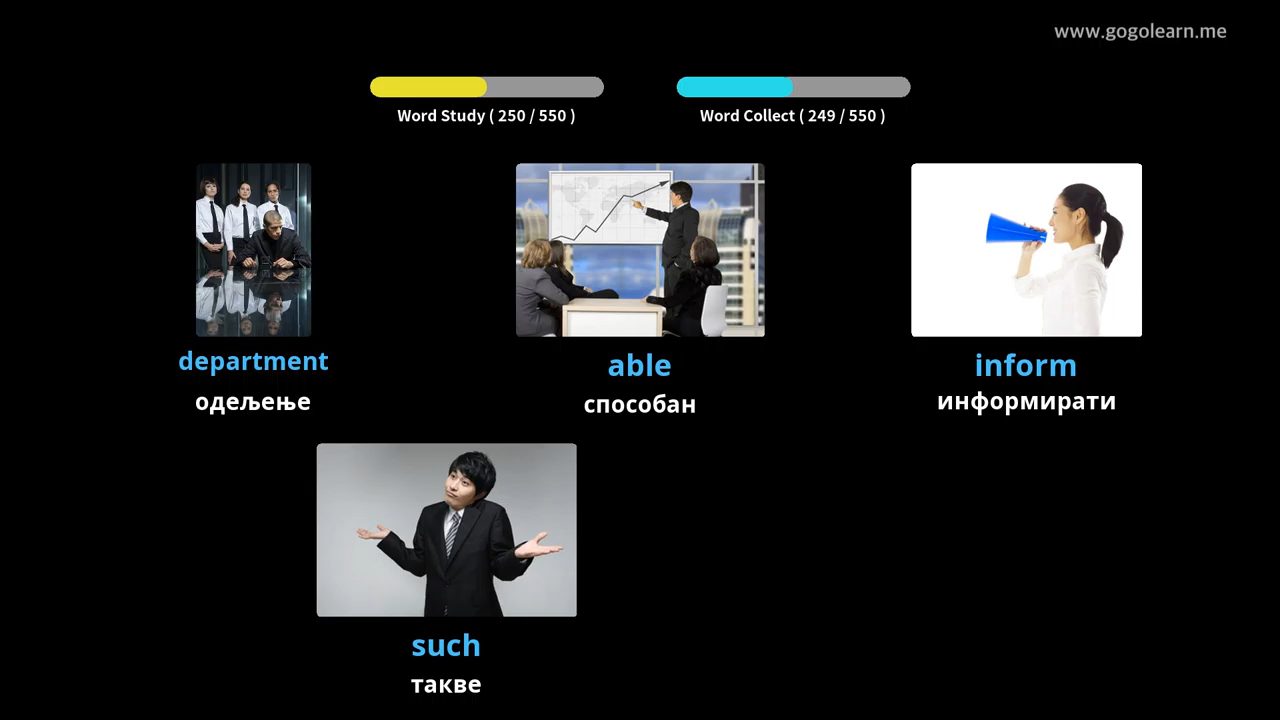 www.gogolearn.me
Word Study ( 250 / 550 )
Word Collect ( 249 / 550 )
department
одељење
able
способан
inform
информирати
such
такве